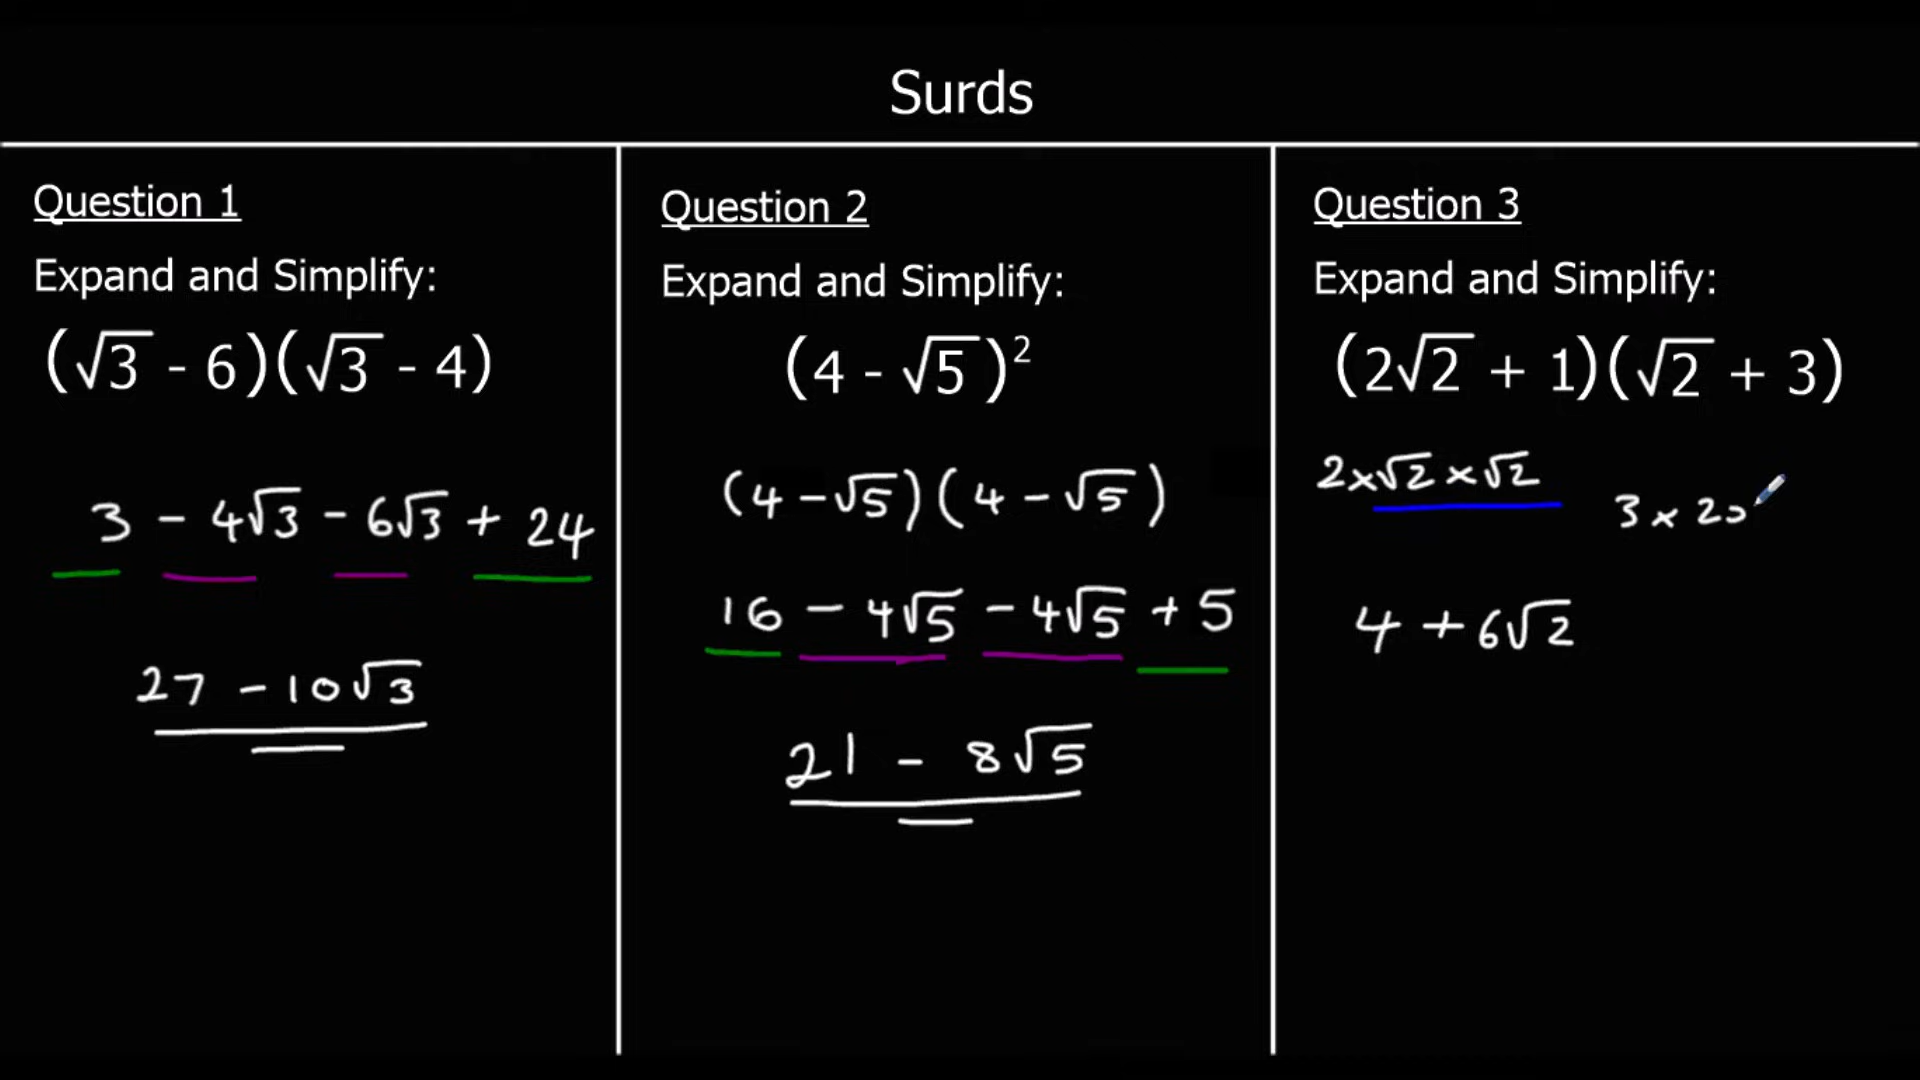 Surds
Question 1
Expand and Simplify:
(√3 - 6)(√3 - 4)
3 - 4√3 - 6√3 + 24
27 - 10√3
Question 2
Expand and Simplify:
(4 - √5)²
(4 - √5)(4 - √5)
16 - 4√5 - 4√5 + 5
21 - 8√5
Question 3
Expand and Simplify:
(2√2 + 1)(√2 + 3)
2×√2×√2
3 × 2
4 + 6√2